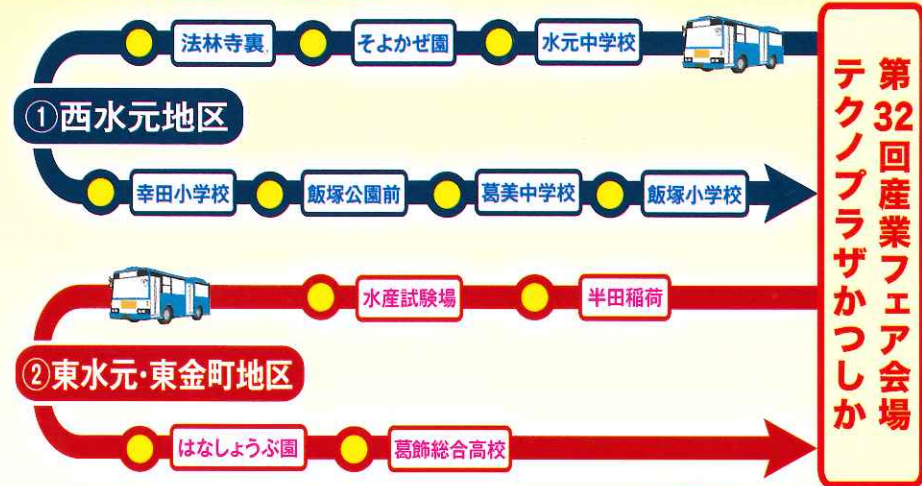 法林寺裏
そよかぜ園
水元中学校
①西水元地区
幸田小学校
飯塚公園前
葛美中学校
飯塚小学校
水産試験場
半田稲荷
②東水元・東金町地区
はなしょうぶ園
葛飾総合高校
第32回産業フェア会場
テクノプラザかつしか